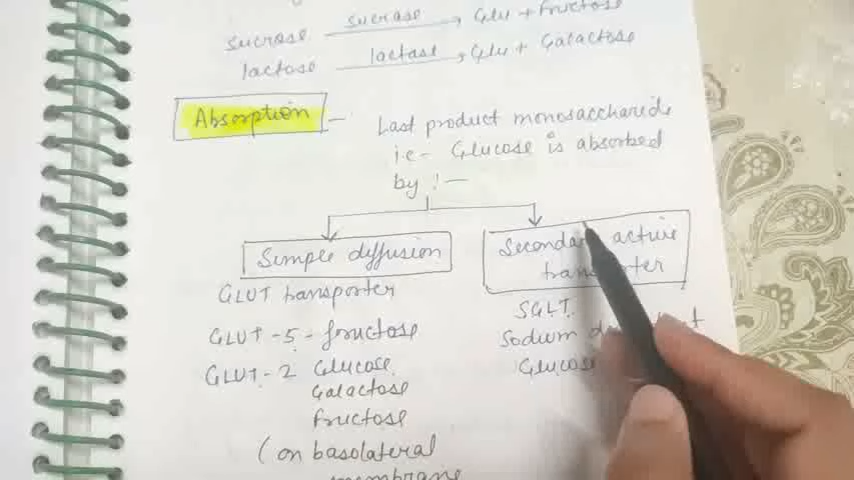 sucrase sucrase Glu + fructose
lactose lactase Glu + Galactose
Absorption – Last product monosaccharide
i.e- Glucose is absorbed
by :–
Simple diffusion
GLUT transporter
GLUT-5-fructose
GLUT-2 Glucose
Galactose
fructose
(on basolateral
membrane
Secondary active
transporter
SGLT
Sodium
Glucose